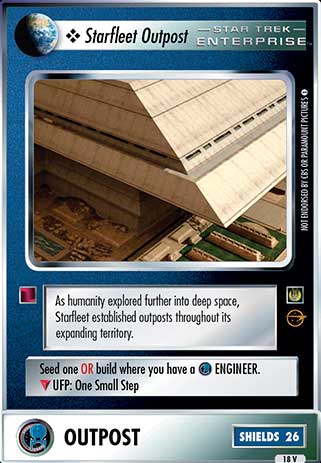 ❖ Starfleet Outpost
STAR TREK
ENTERPRISE™
NOT ENDORSED BY CBS OR PARAMOUNT PICTURES
As humanity explored further into deep space,
Starfleet established outposts throughout its
expanding territory.
Seed one OR build where you have a ENGINEER.
UFP: One Small Step
OUTPOST
SHIELDS 26
18 V